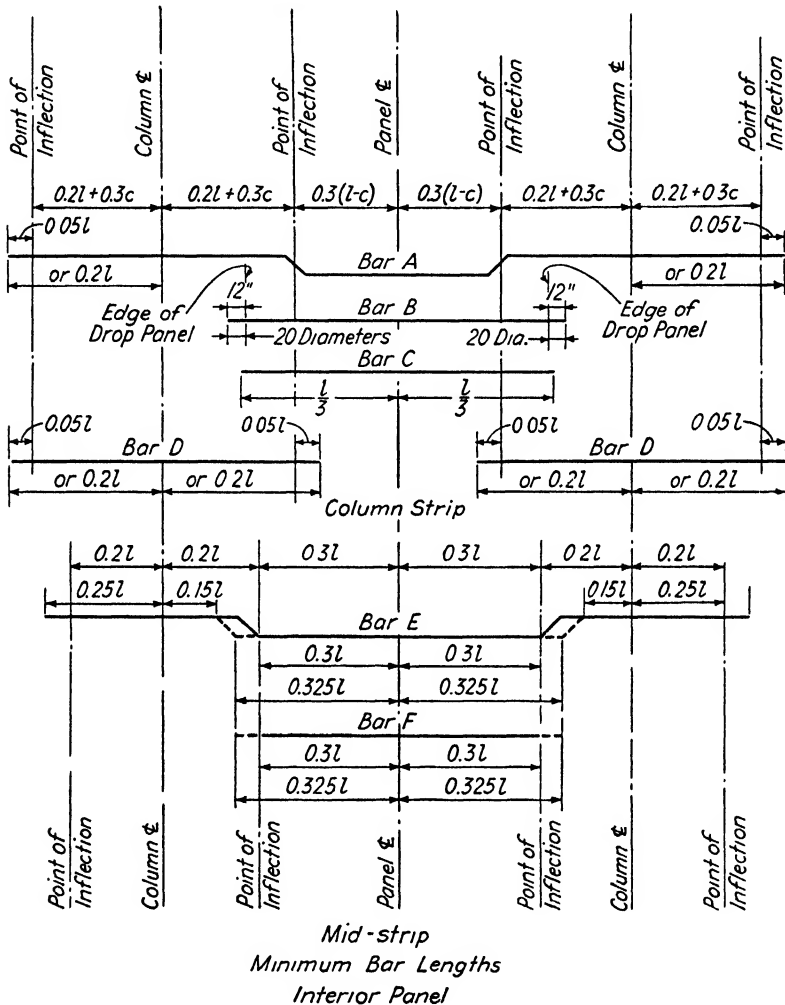 Point of
Inflection
Column ℄
Point of
Inflection
Panel ℄
Point of
Inflection
Column ℄
Point of
Inflection
0.2l+0.3c
0.2l+0.3c
0.3(l-c)
0.3(l-c)
0.2l+0.3c
0.2l+0.3c
0 05l
0.05l
Bar A
or 0.2l
or 0.2l
Edge of
Drop Panel
12"
Bar B
12"
Edge of
Drop Panel
20 Diameters
20 Dia.
Bar C
l/3
l/3
0.05l
0 05l
0 05l
0.05l
Bar D
Bar D
or 0.2l
or 0.2l
or 0.2l
or 0.2l
Column Strip
0.2l
0.2l
0 3l
0 3l
0 2l
0.2l
0.25l
0.15l
0 15l
0.25l
Bar E
0.3l
0 3l
0.325l
0.325l
Bar F
0.3l
0.3l
0.325l
0.325l
Point of
Inflection
Column ℄
Point of
Inflection
Panel ℄
Point of
Inflection
Column ℄
Point of
Inflection
Mid-strip
Minimum Bar Lengths
Interior Panel